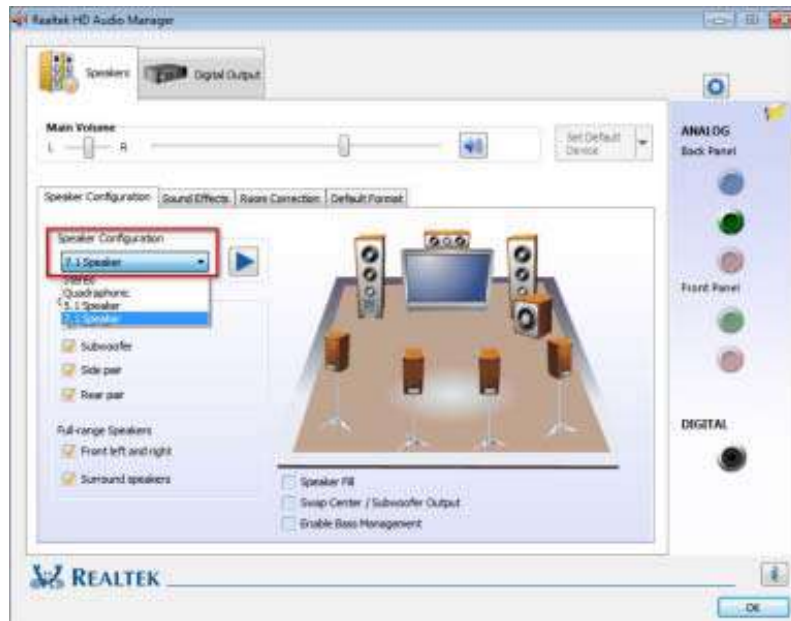 Realtek HD Audio Manager
Speakers
Digital Output
Main Volume
L
R
Set Default
Device
Speaker Configuration
Sound Effects
Room Correction
Default Format
Speaker Configuration
7.1 Speaker
Stereo
Quadraphonic
5.1 Speaker
7.1 Speaker
Subwoofer
Side pair
Rear pair
Full-range Speakers
Front left and right
Surround speakers
Speaker Fill
Swap Center / Subwoofer Output
Enable Bass Management
ANALOG
Back Panel
Front Panel
DIGITAL
REALTEK
i
OK